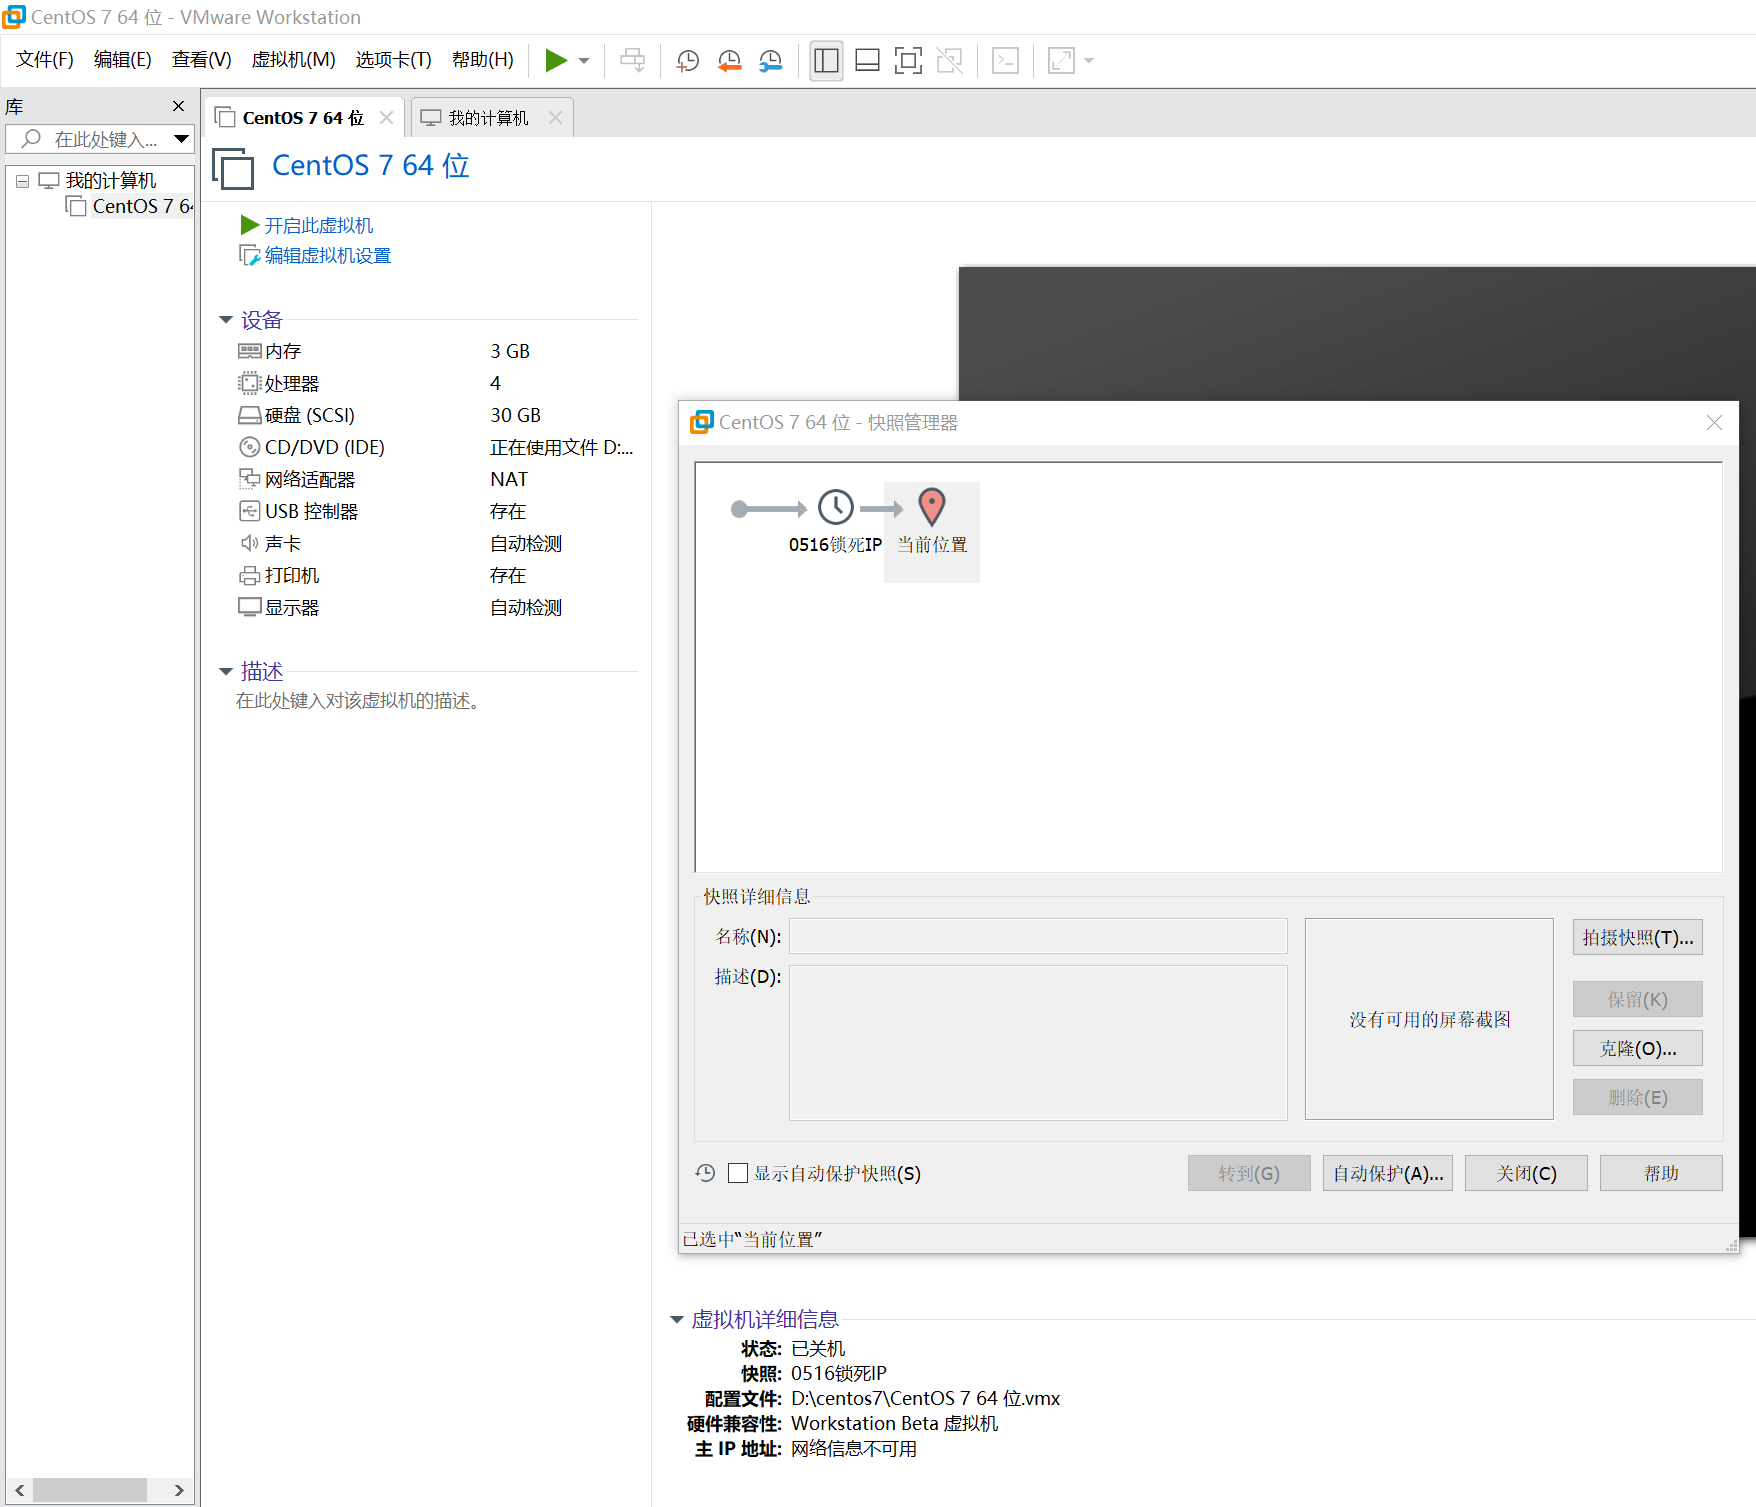 CentOS 7 64 位 - VMware Workstation
文件(F) 编辑(E) 查看(V) 虚拟机(M) 选项卡(T) 帮助(H)
库
在此处键入...
我的计算机
CentOS 7 64
CentOS 7 64 位
我的计算机
CentOS 7 64 位
开启此虚拟机
编辑虚拟机设置
设备
内存 3 GB
处理器 4
硬盘 (SCSI) 30 GB
CD/DVD (IDE) 正在使用文件 D:...
网络适配器 NAT
USB 控制器 存在
声卡 自动检测
打印机 存在
显示器 自动检测
描述
在此处键入对该虚拟机的描述。
CentOS 7 64 位 - 快照管理器
0516锁死IP 当前位置
快照详细信息
名称(N):
描述(D):
没有可用的屏幕截图
拍摄快照(T)...
保留(K)
克隆(O)...
删除(E)
显示自动保护快照(S)
转到(G) 自动保护(A)... 关闭(C) 帮助
已选中“当前位置”
虚拟机详细信息
状态: 已关机
快照: 0516锁死IP
配置文件: D:\centos7\CentOS 7 64 位.vmx
硬件兼容性: Workstation Beta 虚拟机
主 IP 地址: 网络信息不可用